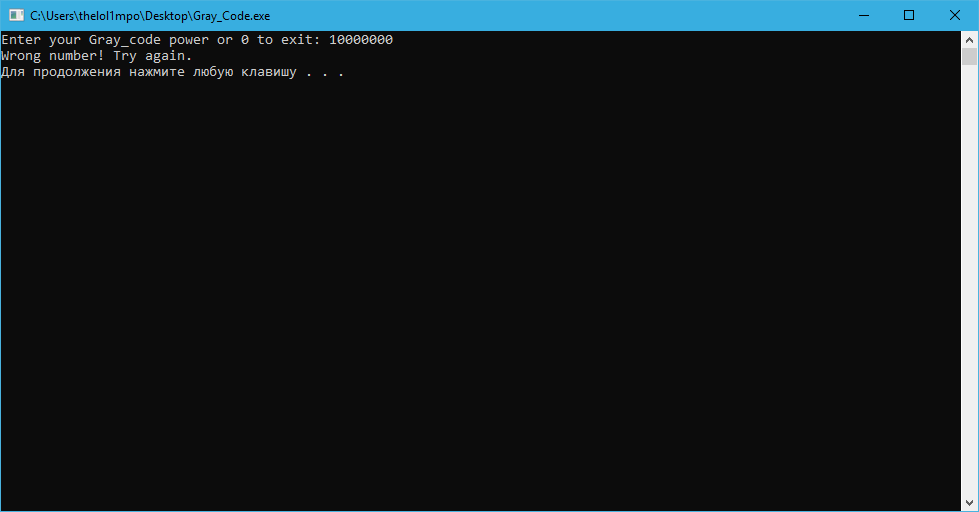 C:\Users\thelol1mpo\Desktop\Gray_Code.exe
Enter your Gray_code power or 0 to exit: 10000000
Wrong number! Try again.
Для продолжения нажмите любую клавишу . . .